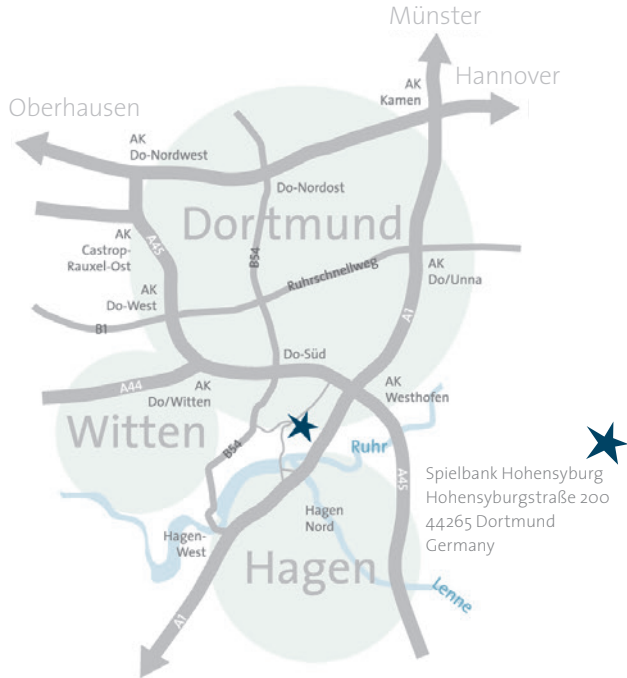 Münster
AK
Kamen
Hannover
Oberhausen
AK
Do-Nordwest
Do-Nordost
Dortmund
AK
Castrop-
Rauxel-Ost
A45
B54
Ruhrschnellweg
AK
Do/Unna
AK
Do-West
B1
A1
Do-Süd
A44
AK
Do/Witten
AK
Westhofen
Witten
B54
Ruhr
A45
Spielbank Hohensyburg
Hohensyburgstraße 200
44265 Dortmund
Germany
Hagen
Nord
Hagen-
West
Hagen
Lenne
A1